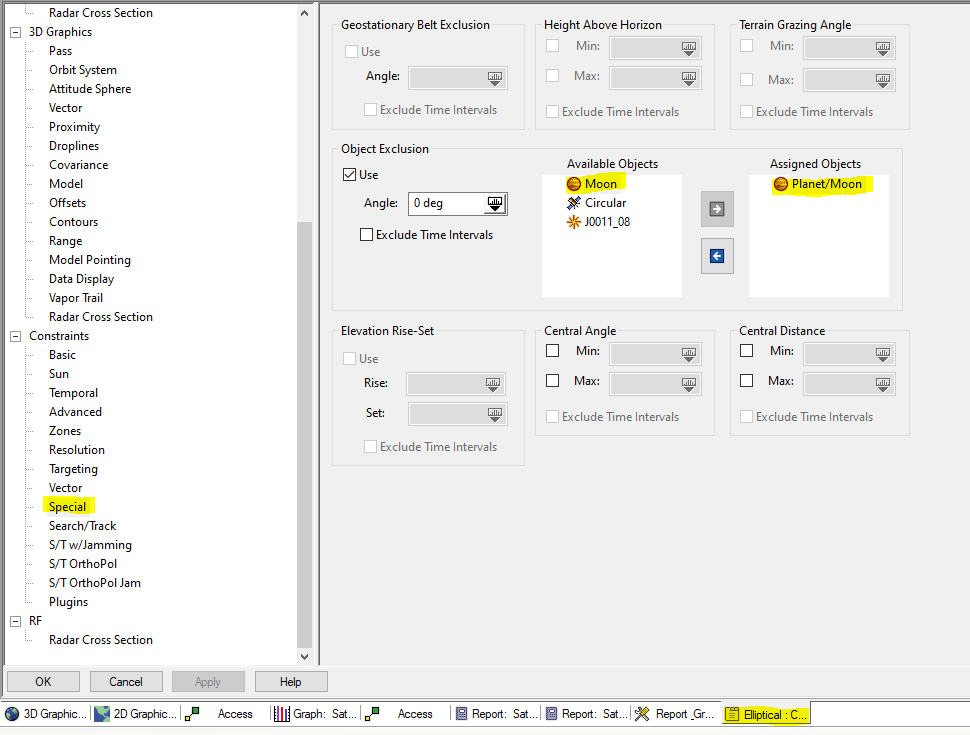 Radar Cross Section
3D Graphics
Pass
Orbit System
Attitude Sphere
Vector
Proximity
Droplines
Covariance
Model
Offsets
Contours
Range
Model Pointing
Data Display
Vapor Trail
Radar Cross Section
Constraints
Basic
Sun
Temporal
Advanced
Zones
Resolution
Targeting
Vector
Special
Search/Track
S/T w/Jamming
S/T OrthoPol
S/T OrthoPol Jam
Plugins
RF
Radar Cross Section
Geostationary Belt Exclusion
Use
Angle:
Exclude Time Intervals
Height Above Horizon
Min:
Max:
Exclude Time Intervals
Terrain Grazing Angle
Min:
Max:
Exclude Time Intervals
Object Exclusion
Use
Angle: 0 deg
Exclude Time Intervals
Available Objects
Moon
Circular
J0011_08
Assigned Objects
Planet/Moon
Elevation Rise-Set
Use
Rise:
Set:
Exclude Time Intervals
Central Angle
Min:
Max:
Exclude Time Intervals
Central Distance
Min:
Max:
Exclude Time Intervals
OK Cancel Apply Help
3D Graphic... 2D Graphic... Access Graph: Sat... Access Report: Sat... Report: Sat... Report _Gr... Elliptical : C...